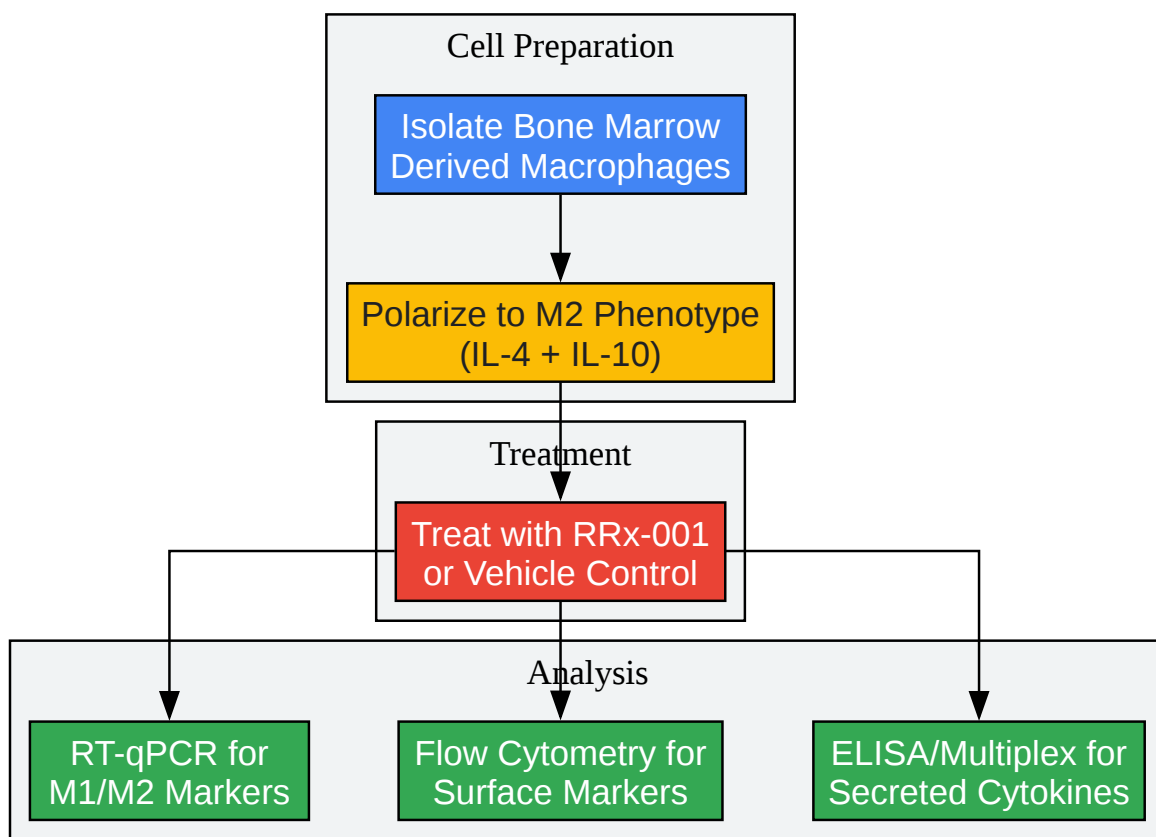 Cell Preparation
Isolate Bone Marrow
Derived Macrophages
Polarize to M2 Phenotype
(IL-4 + IL-10)
Treatment
Treat with RRx-001
or Vehicle Control
Analysis
RT-qPCR for
M1/M2 Markers
Flow Cytometry for
Surface Markers
ELISA/Multiplex for
Secreted Cytokines